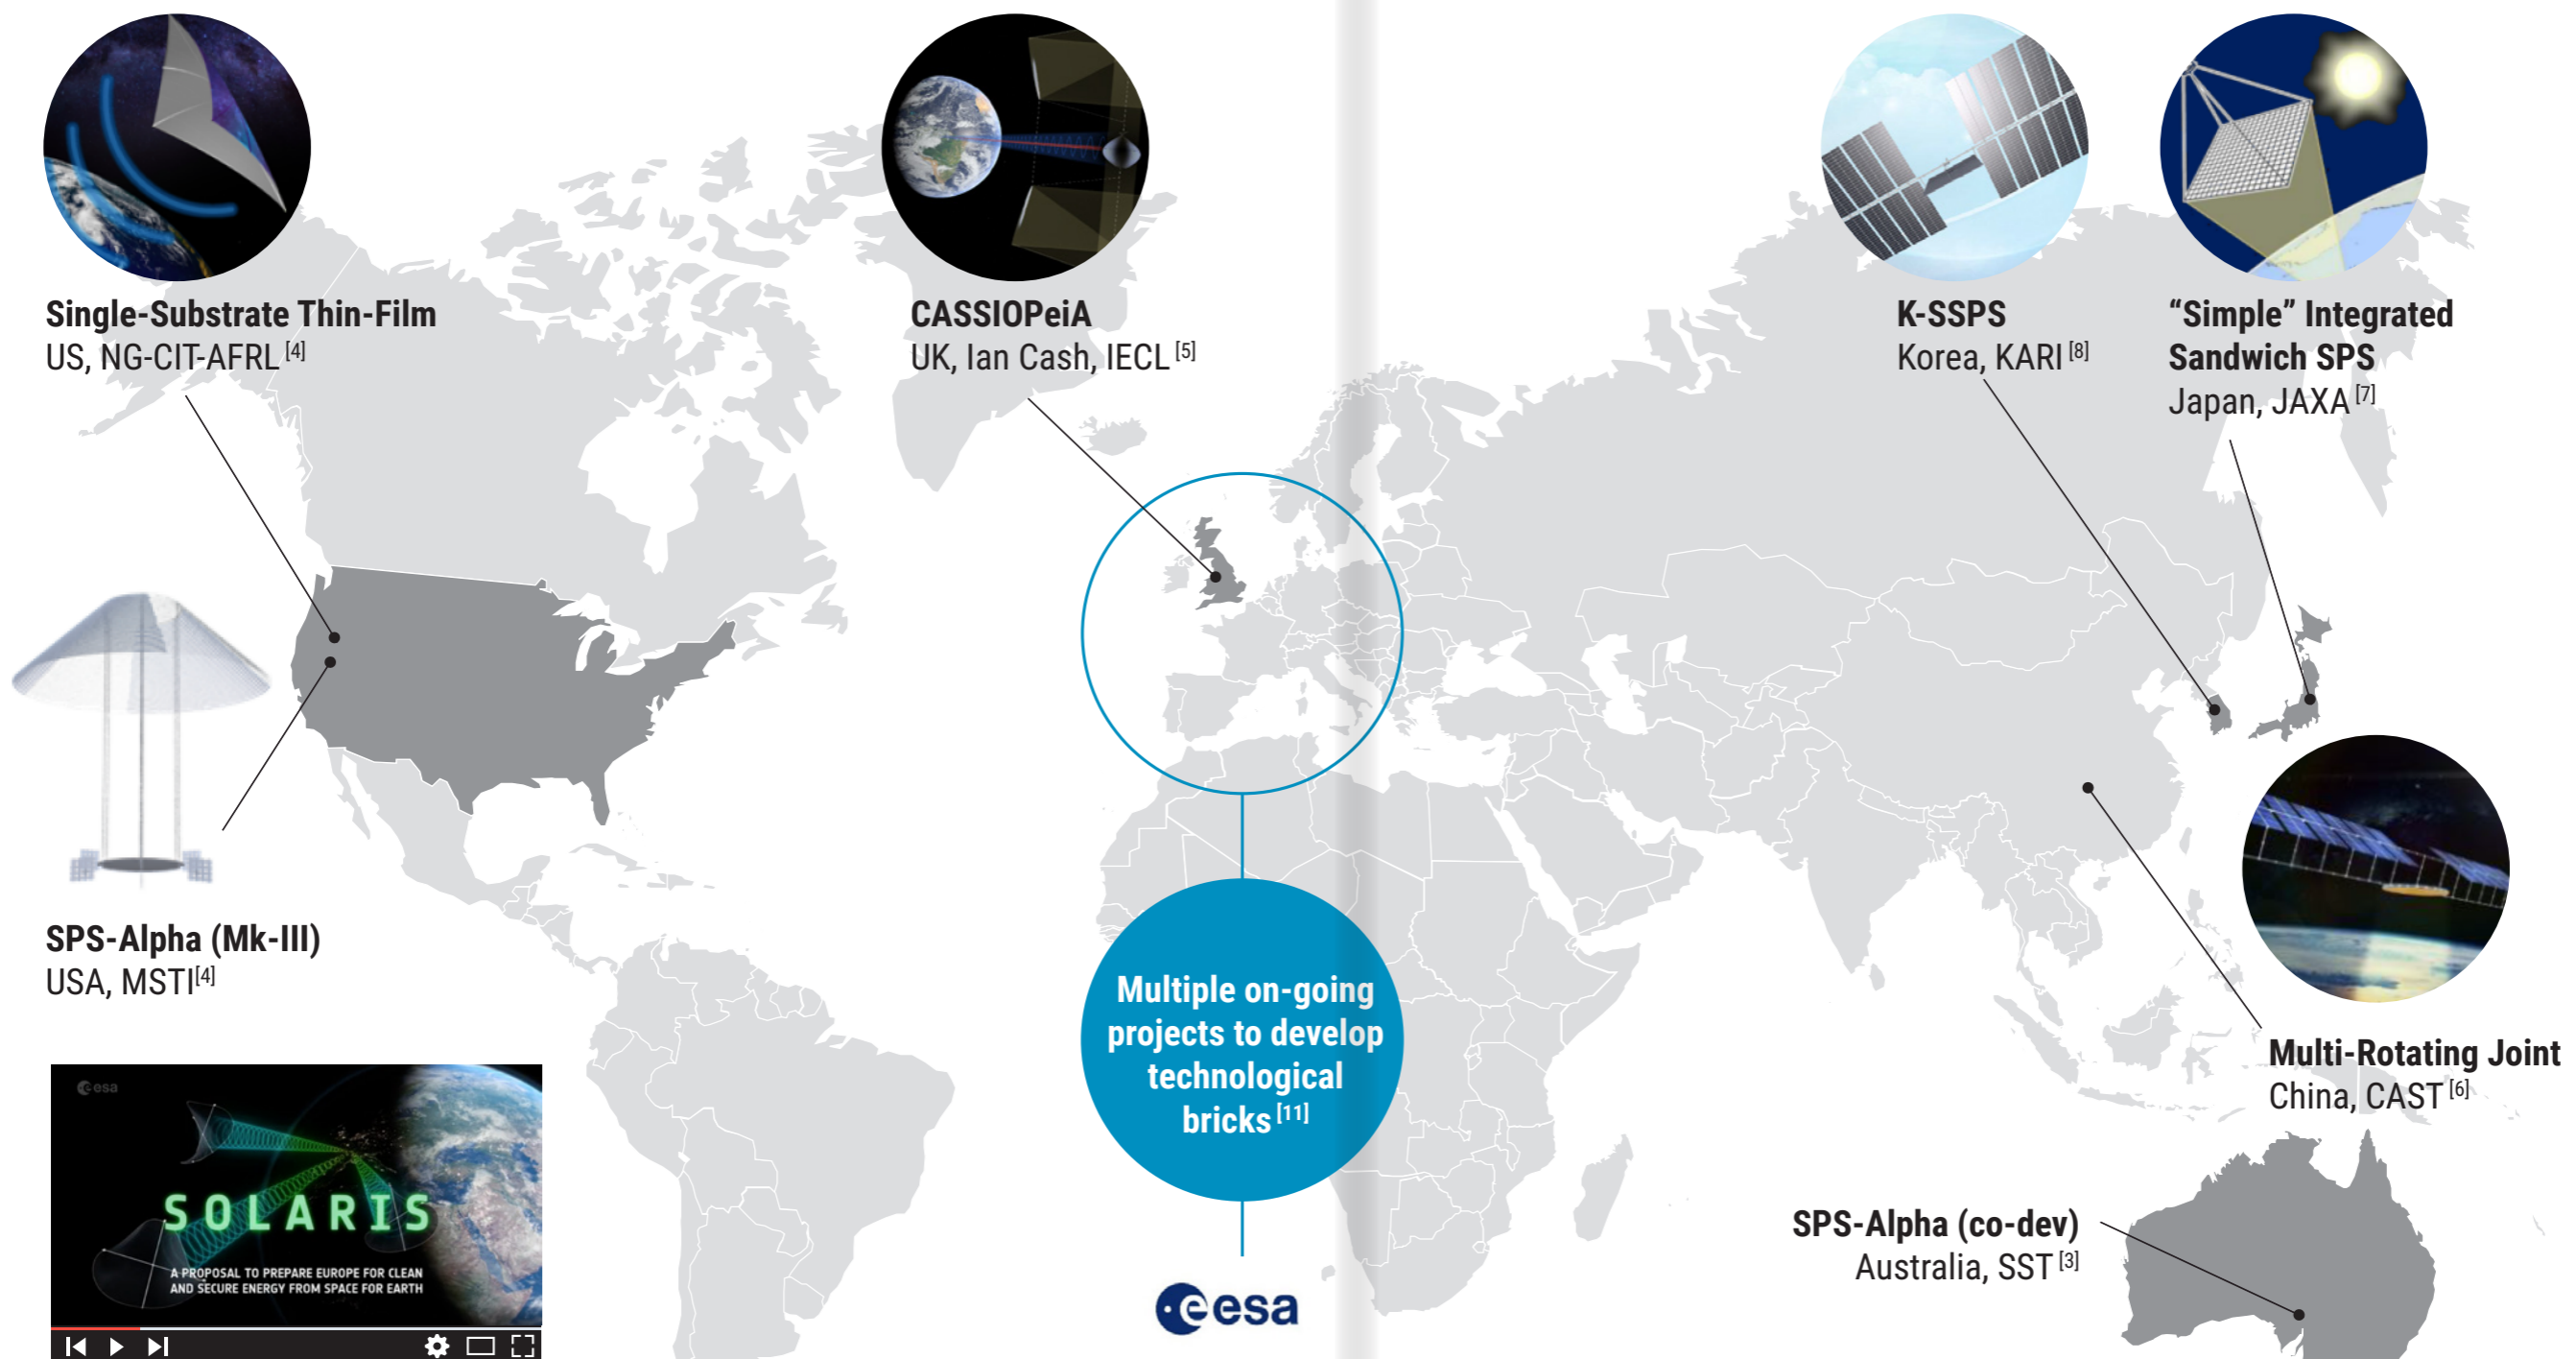 Single-Substrate Thin-Film
US, NG-CIT-AFRL [4]
CASSIOPeiA
UK, Ian Cash, IECL [5]
K-SSPS
Korea, KARI [8]
“Simple” Integrated
Sandwich SPS
Japan, JAXA [7]
SPS-Alpha (Mk-III)
USA, MSTI[4]
Multiple on-going
projects to develop
technological
bricks [11]
esa
Multi-Rotating Joint
China, CAST [6]
SPS-Alpha (co-dev)
Australia, SST [3]
esa
SOLARIS
A PROPOSAL TO PREPARE EUROPE FOR CLEAN
AND SECURE ENERGY FROM SPACE FOR EARTH